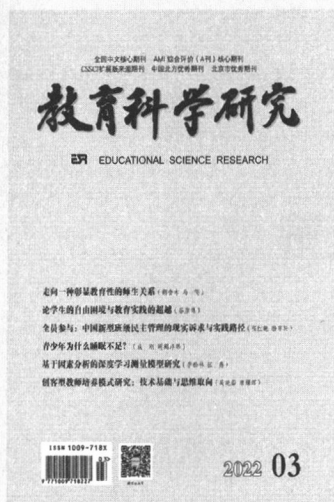 全国中文核心期刊 AMI综合评价(A刊)核心期刊
CSSCI扩展版来源期刊 中国北方优秀期刊 北京市优秀期刊
教育科学研究
ESR EDUCATIONAL SCIENCE RESEARCH
走向一种彰显教育性的师生关系
论学生的自由困境与教育实践的超越
全员参与:中国新型班级民主管理的现实诉求与实践路径
青少年为什么睡眠不足?
基于因素分析的深度学习测量模型研究
创客型教师培养模式研究:技术基础与思维取向
ISSN 1009-718X
03
9 771009 718227
2022 03